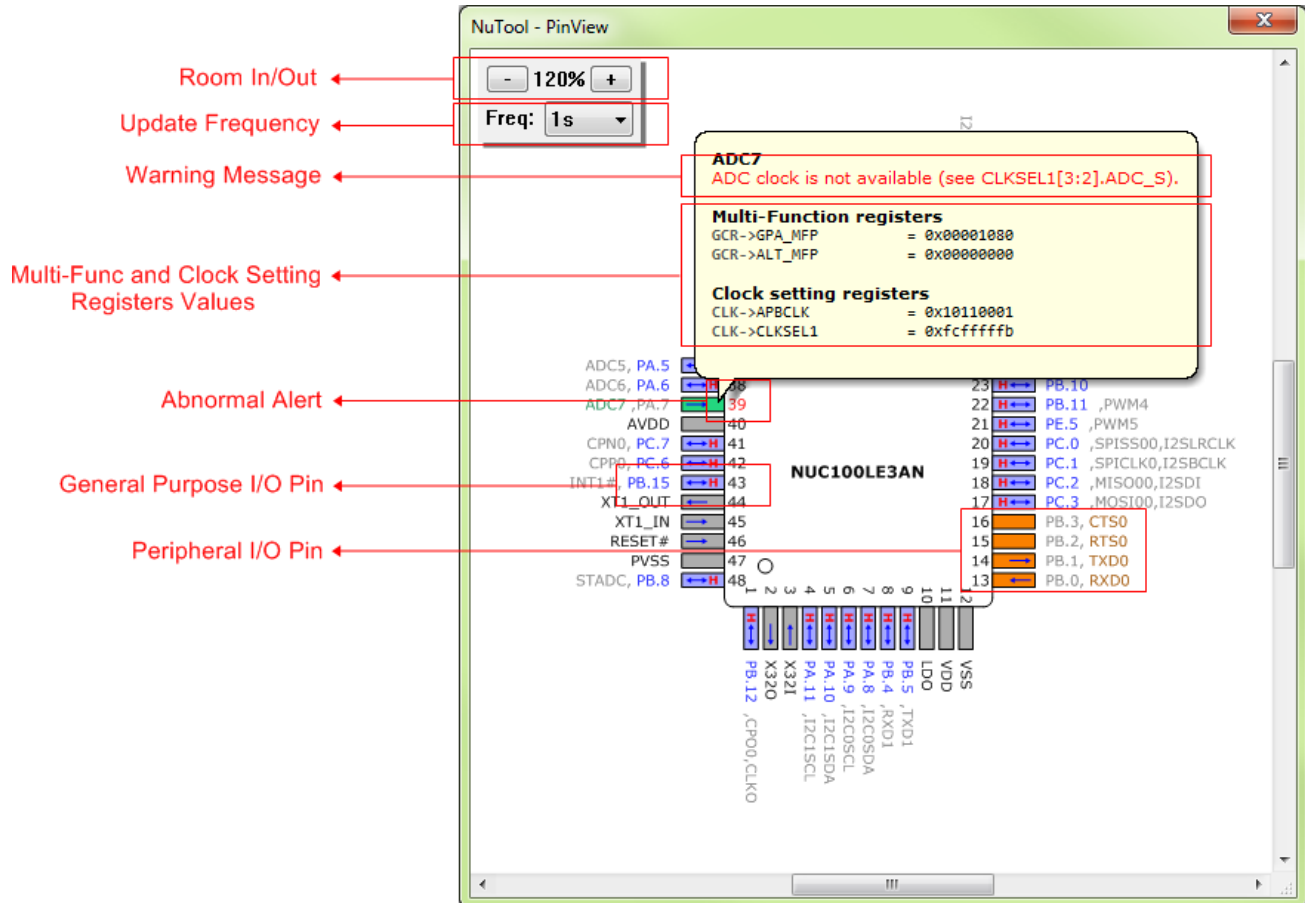 NuTool - PinView
Room In/Out
- 120% +
Update Frequency
Freq: 1s
I2
Warning Message
ADC7
ADC clock is not available (see CLKSEL1[3:2].ADC_S).
Multi-Func and Clock Setting
Registers Values
Multi-Function registers
GCR->GPA_MFP = 0x00001080
GCR->ALT_MFP = 0x00000000
Clock setting registers
CLK->APBCLK = 0x10110001
CLK->CLKSEL1 = 0xfcfffffb
Abnormal Alert
General Purpose I/O Pin
Peripheral I/O Pin
ADC5, PA.5
ADC6, PA.6 H 38
ADC7 ,PA.7 39
AVDD 40
CPN0, PC.7 H 41
CPP0, PC.6 H 42
INT1#, PB.15 H 43
XT1_OUT 44
XT1_IN 45
RESET# 46
PVSS 47
STADC, PB.8 H 48
NUC100LE3AN
23 H PB.10
22 H PB.11 ,PWM4
21 H PE.5 ,PWM5
20 H PC.0 ,SPISS00,I2SLRCLK
19 H PC.1 ,SPICLK0,I2SBCLK
18 H PC.2 ,MISO00,I2SDI
17 H PC.3 ,MOSI00,I2SDO
16 PB.3, CTS0
15 PB.2, RTS0
14 PB.1, TXD0
13 PB.0, RXD0
1 H PB.12 ,CPO0,CLKO
2 X32O
3 X32I
4 H PA.11 ,I2C1SCL
5 H PA.10 ,I2C1SDA
6 H PA.9 ,I2C0SCL
7 H PA.8 ,I2C0SDA
8 H PB.4 ,RXD1
9 H PB.5 ,TXD1
10 LDO
11 VDD
12 VSS